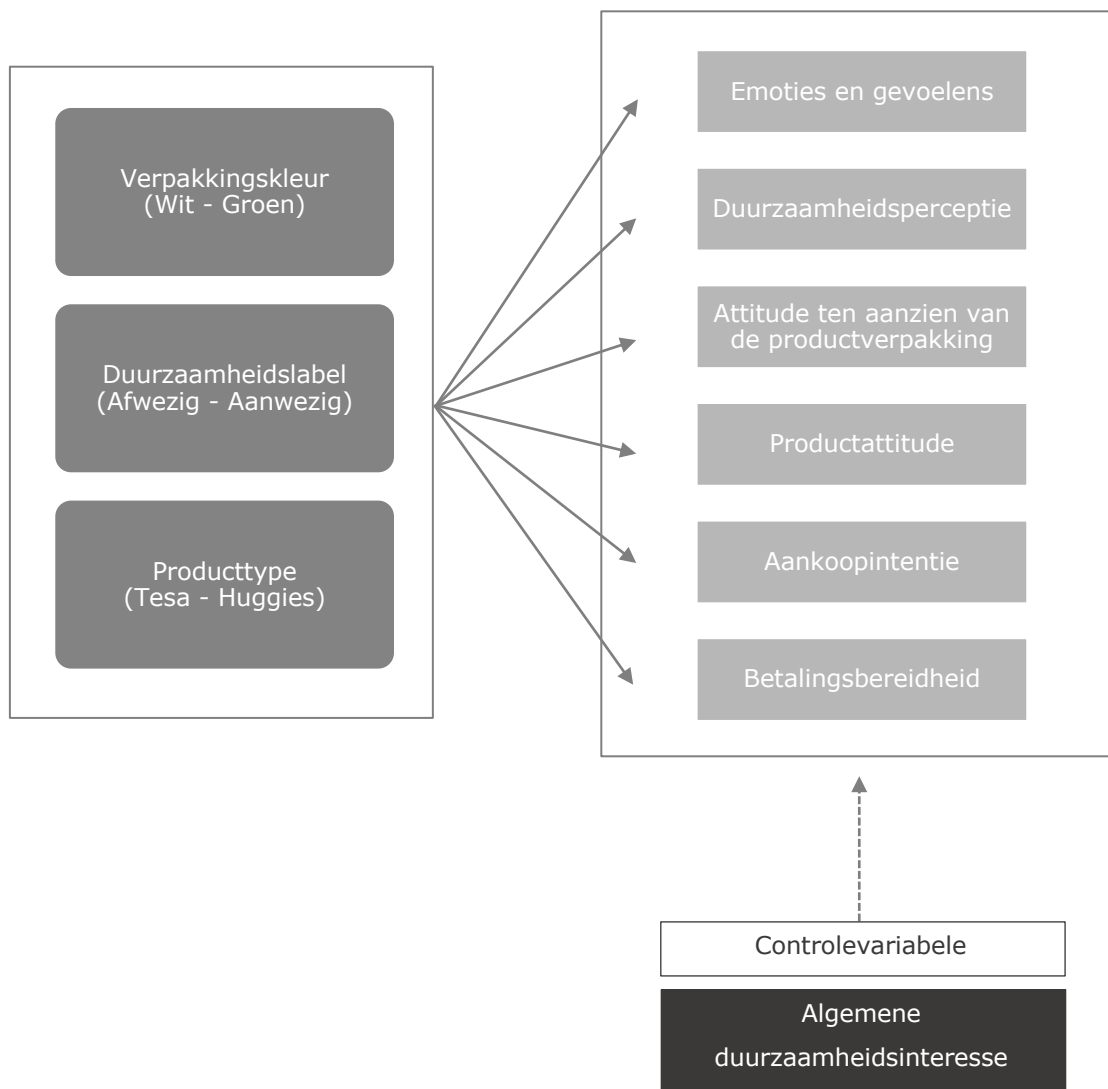 Verpakkingskleur
(Wit - Groen)
Duurzaamheidslabel
(Afwezig - Aanwezig)
Producttype
(Tesa - Huggies)
Emoties en gevoelens
Duurzaamheidsperceptie
Attitude ten aanzien van
de productverpakking
Productattitude
Aankoopintentie
Betalingsbereidheid
Controlevariabele
Algemene
duurzaamheidsinteresse